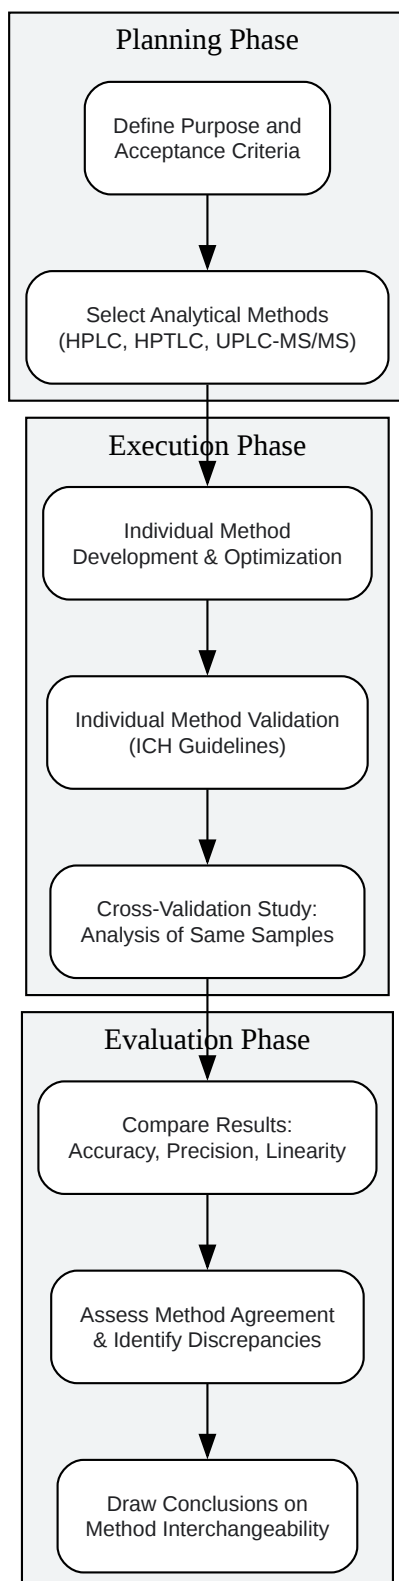 Planning Phase
Define Purpose and
Acceptance Criteria
Select Analytical Methods
(HPLC, HPTLC, UPLC-MS/MS)
Execution Phase
Individual Method
Development & Optimization
Individual Method Validation
(ICH Guidelines)
Cross-Validation Study:
Analysis of Same Samples
Evaluation Phase
Compare Results:
Accuracy, Precision, Linearity
Assess Method Agreement
& Identify Discrepancies
Draw Conclusions on
Method Interchangeability